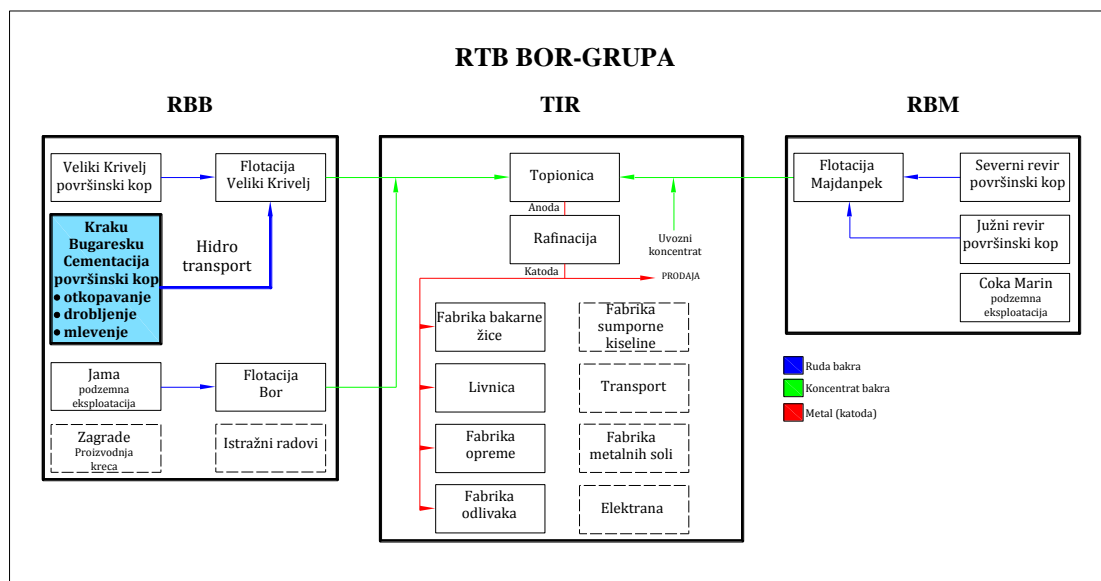 RTB BOR-GRUPA
RBB
TIR
RBM
Veliki Krivelj
površinski kop
Flotacija
Veliki Krivelj
Kraku
Bugaresku
Cementacija
površinski kop
• otkopavanje
• drobljenje
• mlevenje
Hidro
transport
Jama
podzemna
eksploatacija
Flotacija
Bor
Zagrade
Proizvodnja
kreca
Istražni radovi
Topionica
Anoda
Rafinacija
Katoda
Uvozni
koncentrat
PRODAJA
Fabrika bakarne
žice
Fabrika
sumporne
kiseline
Livnica
Transport
Fabrika
opreme
Fabrika
metalnih soli
Fabrika
odlivaka
Elektrana
Flotacija
Majdanpek
Severni revir
površinski kop
Južni revir
površinski kop
Coka Marin
podzemna
eksploatacija
Ruda bakra
Koncentrat bakra
Metal (katoda)